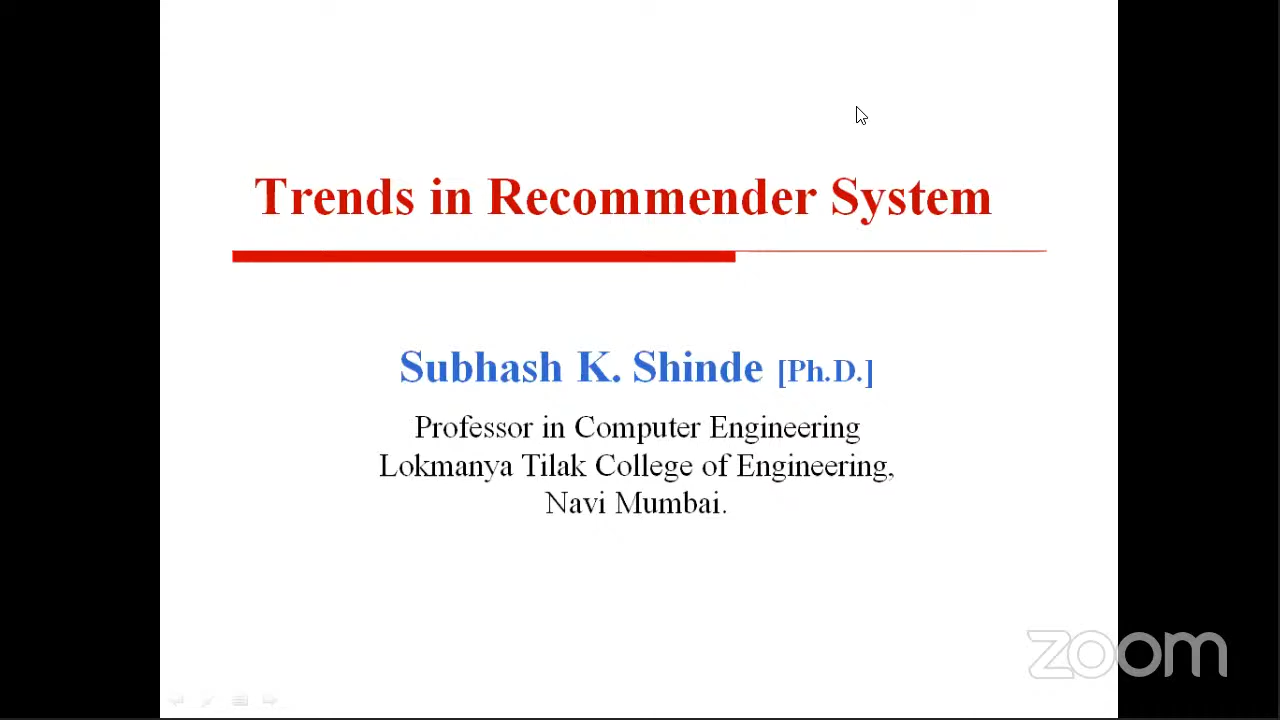 Trends in Recommender System
Subhash K. Shinde [Ph.D.]
Professor in Computer Engineering
Lokmanya Tilak College of Engineering,
Navi Mumbai.
zoom